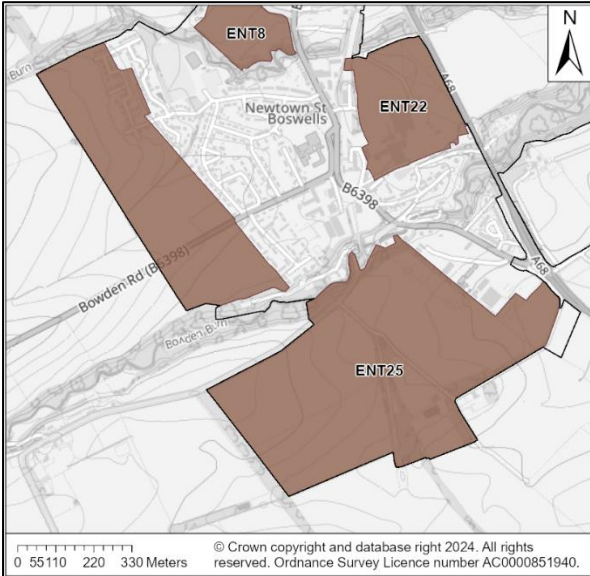 ENT8
N
Burn
ENT22
A68
Newtown St
Boswells
B6398
Bowden Rd (B6398)
A68
Bowden Burn
ENT25
0 55110 220 330 Meters
© Crown copyright and database right 2024. All rights
reserved. Ordnance Survey Licence number AC0000851940.